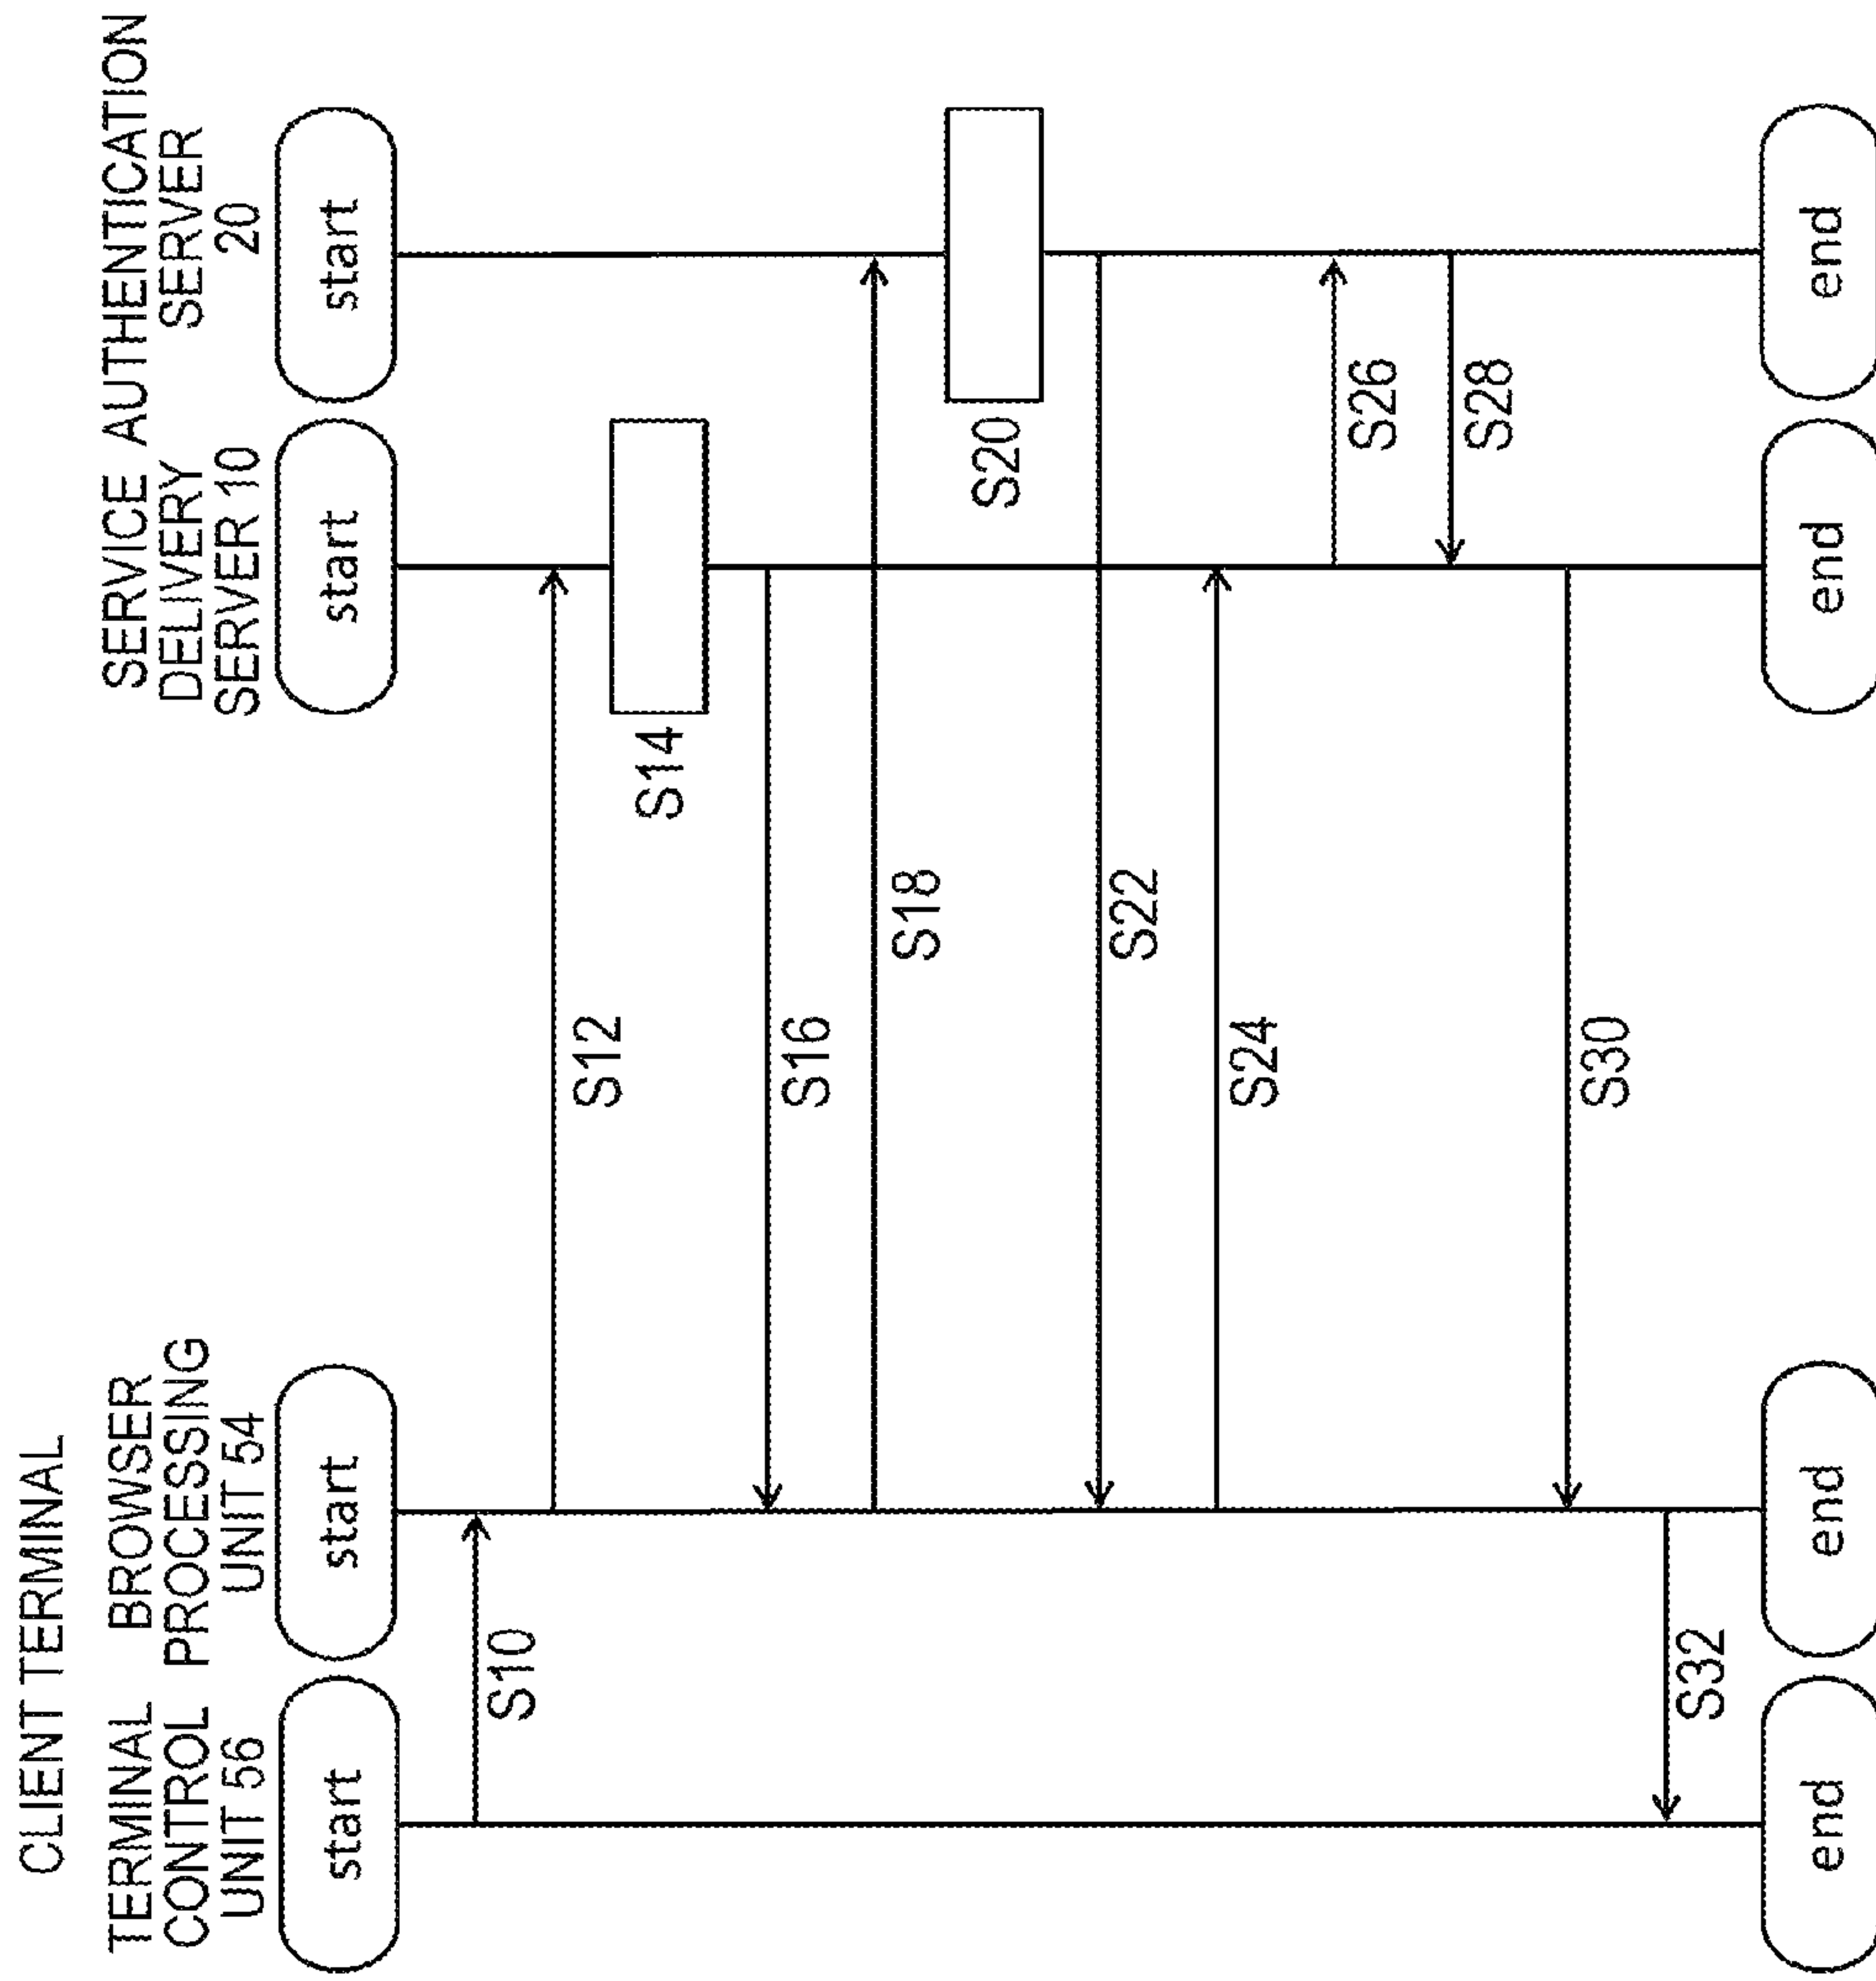 CLIENT TERMINAL
TERMINAL
CONTROL
UNIT 56
BROWSER
PROCESSING
UNIT 54
SERVICE
DELIVERY
SERVER 10
AUTHENTICATION
SERVER
20
start
start
start
start
S10
S12
S14
S16
S18
S20
S22
S24
S26
S28
S30
S32
end
end
end
end